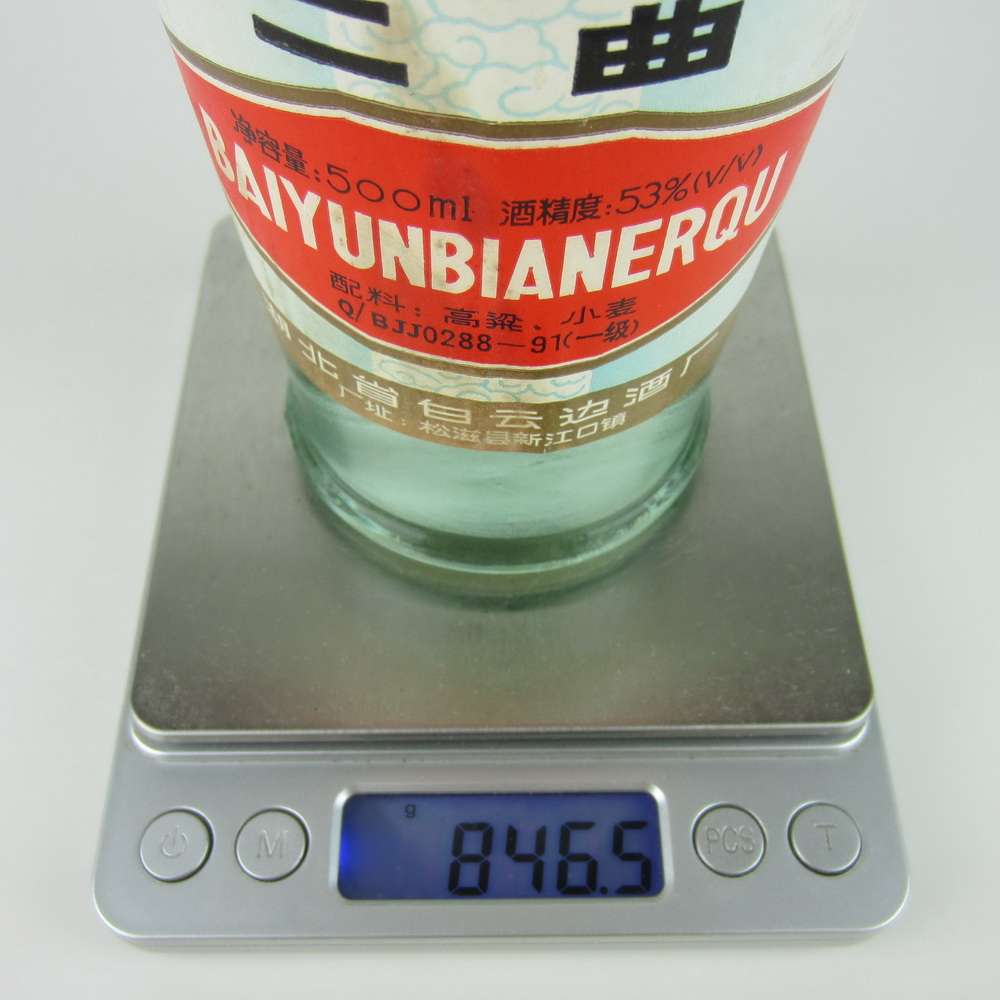 二曲
净容量:500ml 酒精度:53%(V/V)
BAIYUNBIANERQU
配料:高粱、小麦
Q/BJJ0288—91(一级)
湖北省白云边酒厂
厂址:松滋县新江口镇
g
846.5
M
PCS
T